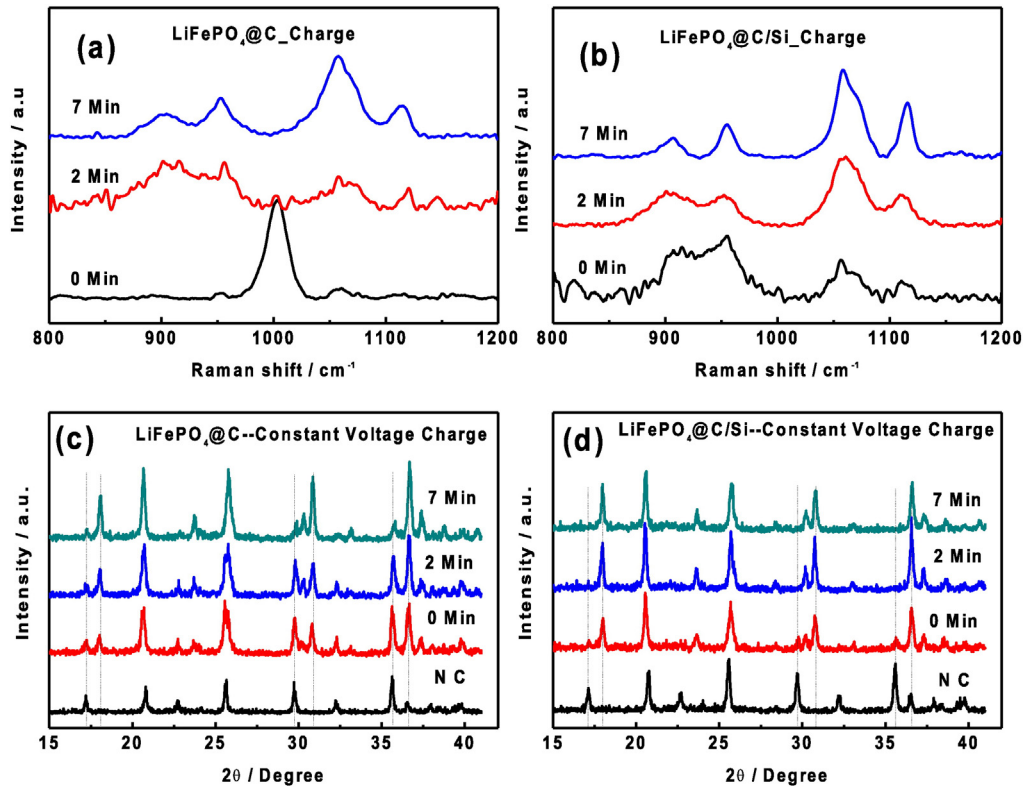 (a)
LiFePO₄@C_Charge
7 Min
2 Min
0 Min
Intensity / a.u
800 900 1000 1100 1200
Raman shift / cm⁻¹
(b)
LiFePO₄@C/Si_Charge
7 Min
2 Min
0 Min
Intensity / a.u
800 900 1000 1100 1200
Raman shift / cm⁻¹
(c)
LiFePO₄@C--Constant Voltage Charge
7 Min
2 Min
0 Min
N C
Intensity / a.u.
15 20 25 30 35 40
2θ / Degree
(d)
LiFePO₄@C/Si--Constant Voltage Charge
7 Min
2 Min
0 Min
N C
Intensity / a.u.
15 20 25 30 35 40
2θ / Degree